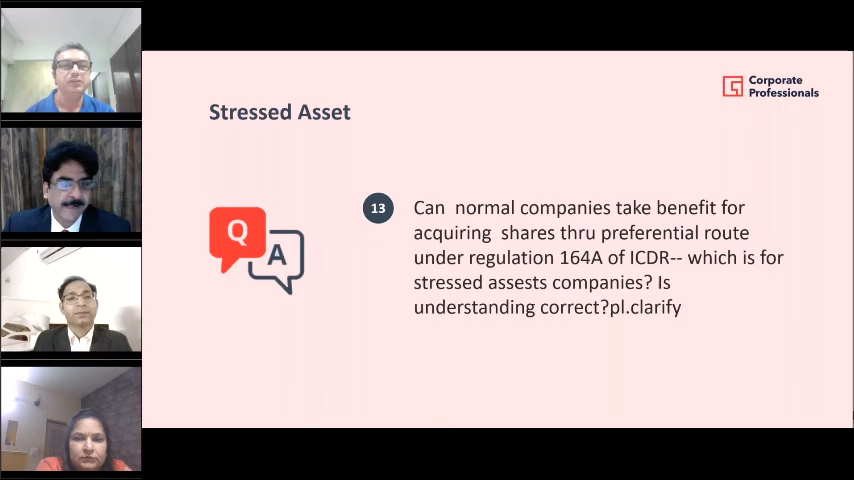 Corporate
Professionals
Stressed Asset
Q
A
13
Can normal companies take benefit for
acquiring shares thru preferential route
under regulation 164A of ICDR-- which is for
stressed assests companies? Is
understanding correct?pl.clarify